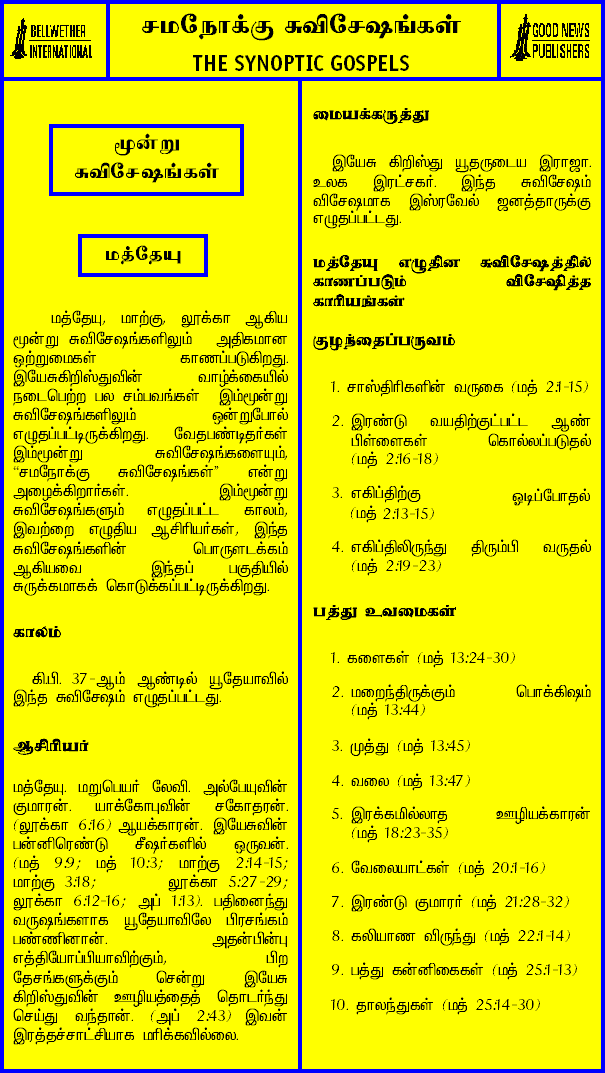 BELLWETHER
INTERNATIONAL
சமநோக்கு சுவிசேஷங்கள்
THE SYNOPTIC GOSPELS
GOOD NEWS
PUBLISHERS
மூன்று
சுவிசேஷங்கள்
மத்தேயு
மத்தேயு, மாற்கு, லூக்கா ஆகிய
மூன்று சுவிசேஷங்களிலும் அதிகமான
ஒற்றுமைகள் காணப்படுகிறது.
இயேசுகிறிஸ்துவின் வாழ்க்கையில்
நடைபெற்ற பல சம்பவங்கள் இம்மூன்று
சுவிசேஷங்களிலும் ஒன்றுபோல்
எழுதப்பட்டிருக்கிறது. வேதபண்டிதர்கள்
இம்மூன்று சுவிசேஷங்களையும்,
“சமநோக்கு சுவிசேஷங்கள்” என்று
அழைக்கிறார்கள். இம்மூன்று
சுவிசேஷங்களும் எழுதப்பட்ட காலம்,
இவற்றை எழுதிய ஆசிரியர்கள், இந்த
சுவிசேஷங்களின் பொருளடக்கம்
ஆகியவை இந்தப் பகுதியில்
சுருக்கமாகக் கொடுக்கப்பட்டிருக்கிறது.
காலம்
கி.பி. 37-ஆம் ஆண்டில் யூதேயாவில்
இந்த சுவிசேஷம் எழுதப்பட்டது.
ஆசிரியர்
மத்தேயு. மறுபெயர் லேவி. அல்பேயுவின்
குமாரன். யாக்கோபுவின் சகோதரன்.
(லூக்கா 6:16) ஆயக்காரன். இயேசுவின்
பன்னிரெண்டு சீஷர்களில் ஒருவன்.
(மத் 9:9; மத் 10:3; மாற்கு 2:14-15;
மாற்கு 3:18; லூக்கா 5:27-29;
லூக்கா 6:12-16; அப் 1:13). பதினைந்து
வருஷங்களாக யூதேயாவிலே பிரசங்கம்
பண்ணினான். அதன்பின்பு
எத்தியோப்பியாவிற்கும், பிற
தேசங்களுக்கும் சென்று இயேசு
கிறிஸ்துவின் ஊழியத்தைத் தொடர்ந்து
செய்து வந்தான். (அப் 2:43) இவன்
இரத்தச்சாட்சியாக மரிக்கவில்லை.
மையக்கருத்து
இயேசு கிறிஸ்து யூதருடைய இராஜா.
உலக இரட்சகர். இந்த சுவிசேஷம்
விசேஷமாக இஸ்ரவேல் ஜனத்தாருக்கு
எழுதப்பட்டது.
மத்தேயு எழுதின சுவிசேஷத்தில்
காணப்படும் விசேஷித்த
காரியங்கள்
குழந்தைப்பருவம்
1. சாஸ்திரிகளின் வருகை (மத் 2:1-15)
2. இரண்டு வயதிற்குட்பட்ட ஆண்
பிள்ளைகள் கொல்லப்படுதல்
(மத் 2:16-18)
3. எகிப்திற்கு ஓடிப்போதல்
(மத் 2:13-15)
4. எகிப்திலிருந்து திரும்பி வருதல்
(மத் 2:19-23)
பத்து உவமைகள்
1. களைகள் (மத் 13:24-30)
2. மறைந்திருக்கும் பொக்கிஷம்
(மத் 13:44)
3. முத்து (மத் 13:45)
4. வலை (மத் 13:47)
5. இரக்கமில்லாத ஊழியக்காரன்
(மத் 18:23-35)
6. வேலையாட்கள் (மத் 20:1-16)
7. இரண்டு குமாரர் (மத் 21:28-32)
8. கலியாண விருந்து (மத் 22:1-14)
9. பத்து கன்னிகைகள் (மத் 25:1-13)
10. தாலந்துகள் (மத் 25:14-30)